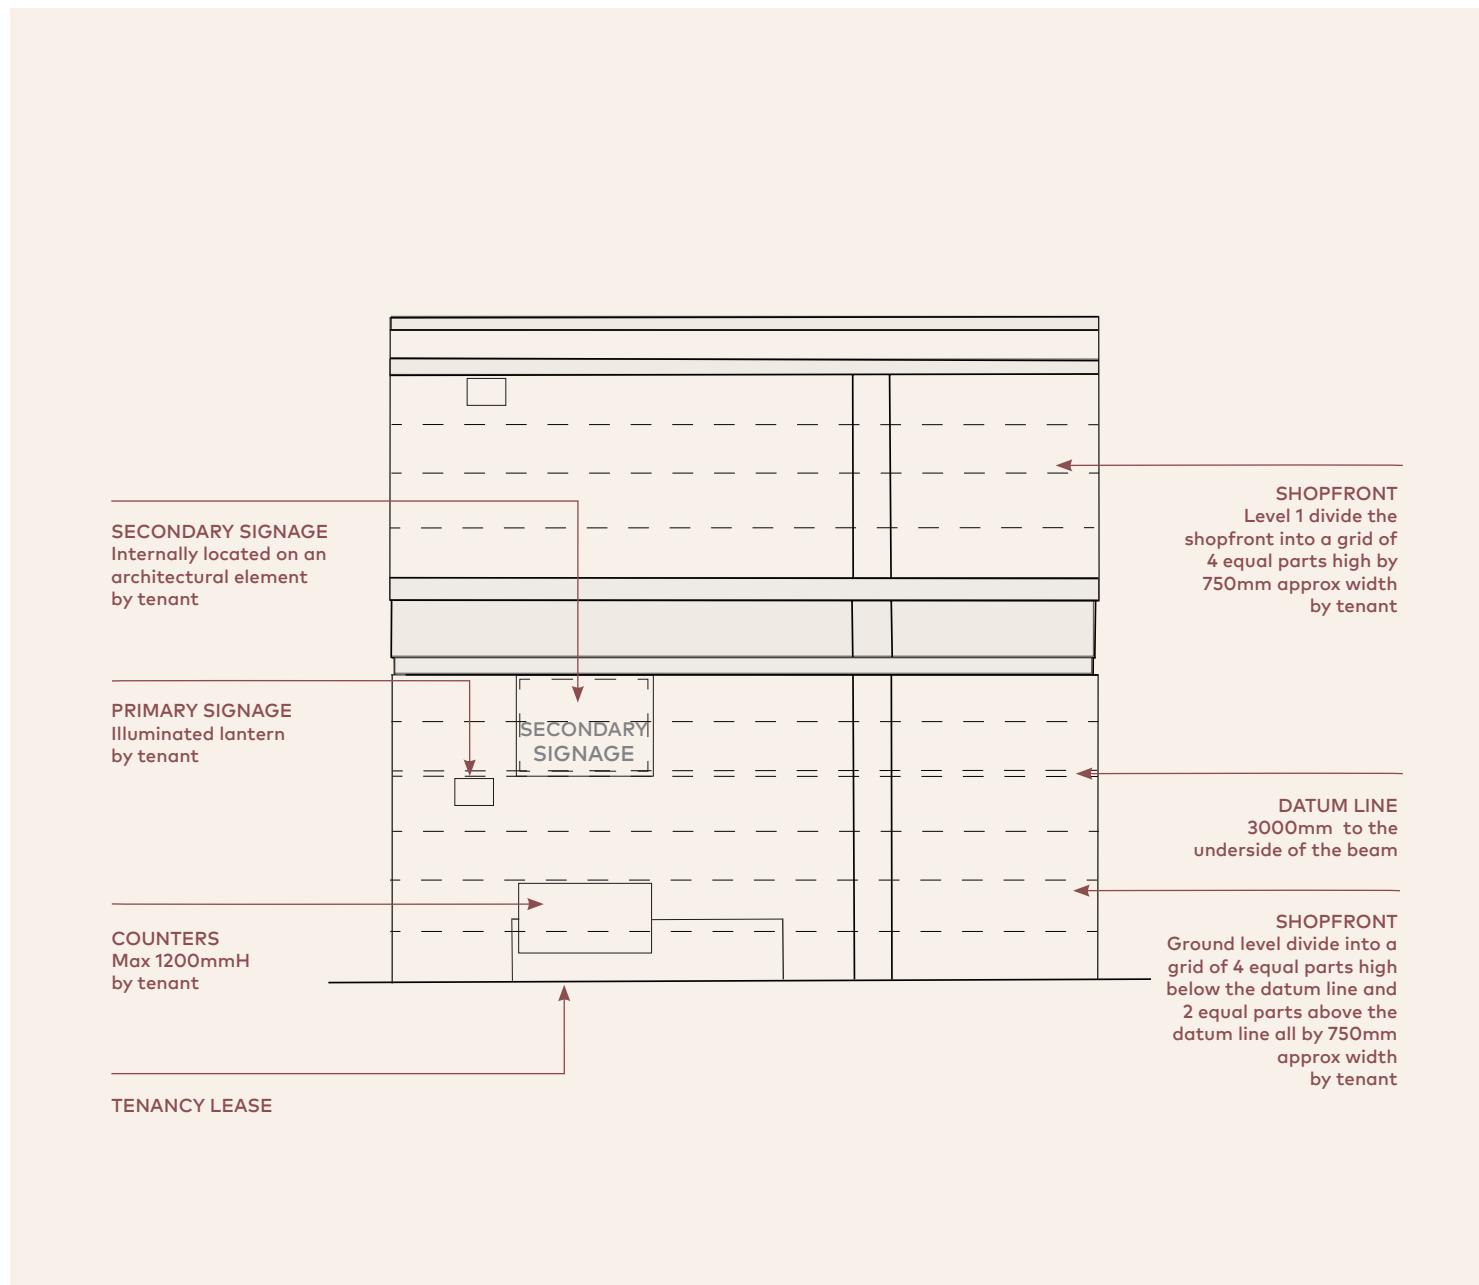 SECONDARY SIGNAGE
Internally located on an
architectural element
by tenant
PRIMARY SIGNAGE
Illuminated lantern
by tenant
COUNTERS
Max 1200mmH
by tenant
TENANCY LEASE
SECONDARY
SIGNAGE
SHOPFRONT
Level 1 divide the
shopfront into a grid of
4 equal parts high by
750mm approx width
by tenant
DATUM LINE
3000mm  to the
underside of the beam
SHOPFRONT
Ground level divide into a
grid of 4 equal parts high
below the datum line and
2 equal parts above the
datum line all by 750mm
approx width
by tenant